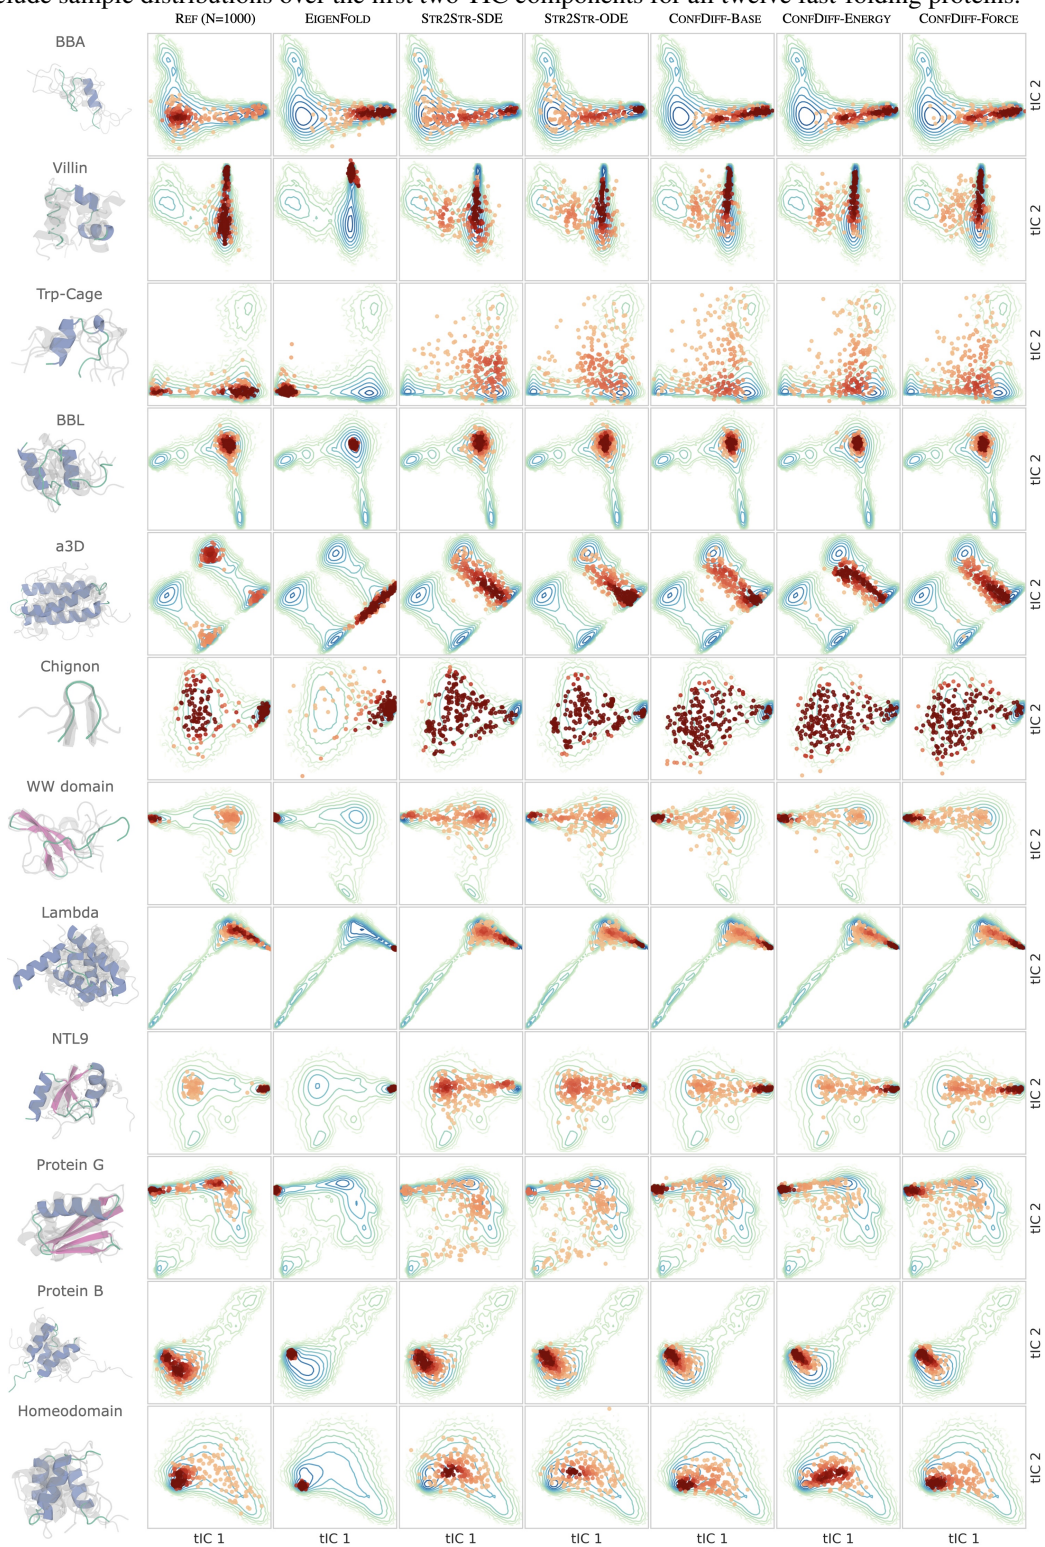 clude sample distributions over the first two TIC components for all twelve fast-folding proteins.
REF (N=1000) EIGENFOLD STR2STR-SDE STR2STR-ODE CONFDIFF-BASE CONFDIFF-ENERGY CONFDIFF-FORCE
BBA
tIC 2
Villin
tIC 2
Trp-Cage
tIC 2
BBL
tIC 2
a3D
tIC 2
Chignon
tIC 2
WW domain
tIC 2
Lambda
tIC 2
NTL9
tIC 2
Protein G
tIC 2
Protein B
tIC 2
Homeodomain
tIC 2
tIC 1 tIC 1 tIC 1 tIC 1 tIC 1 tIC 1 tIC 1